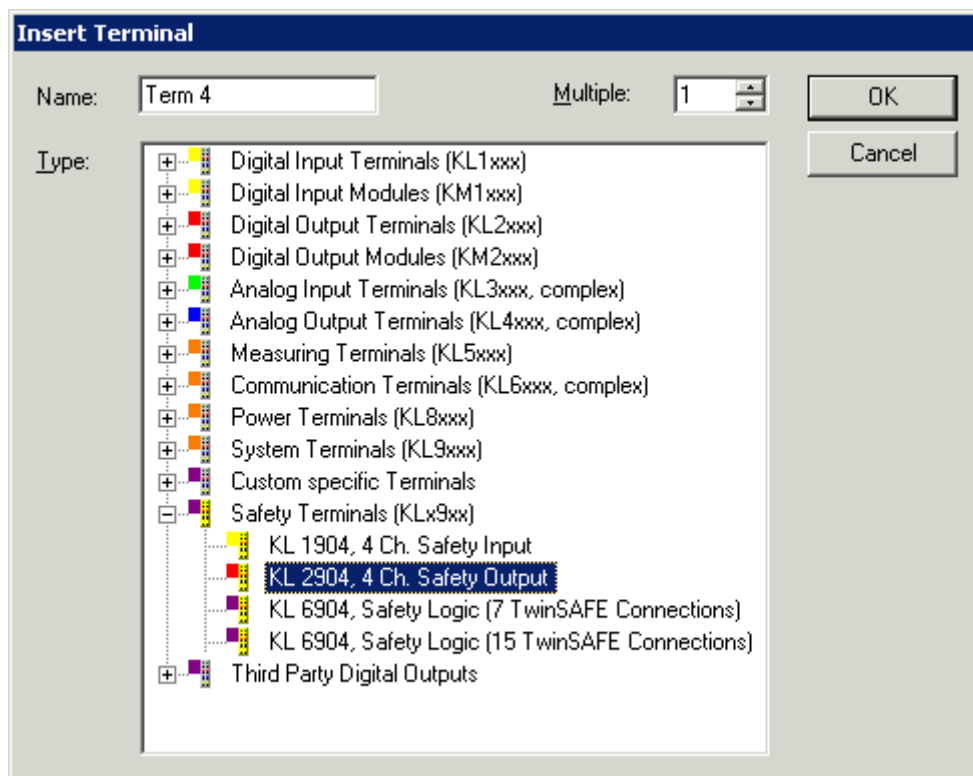 Insert Terminal
Name: Term 4 Multiple: 1 OK
Type: Cancel
Digital Input Terminals (KL1xxx)
Digital Input Modules (KM1xxx)
Digital Output Terminals (KL2xxx)
Digital Output Modules (KM2xxx)
Analog Input Terminals (KL3xxx, complex)
Analog Output Terminals (KL4xxx, complex)
Measuring Terminals (KL5xxx)
Communication Terminals (KL6xxx, complex)
Power Terminals (KL8xxx)
System Terminals (KL9xxx)
Custom specific Terminals
Safety Terminals (KLx9xx)
KL 1904, 4 Ch. Safety Input
KL 2904, 4 Ch. Safety Output
KL 6904, Safety Logic (7 TwinSAFE Connections)
KL 6904, Safety Logic (15 TwinSAFE Connections)
Third Party Digital Outputs